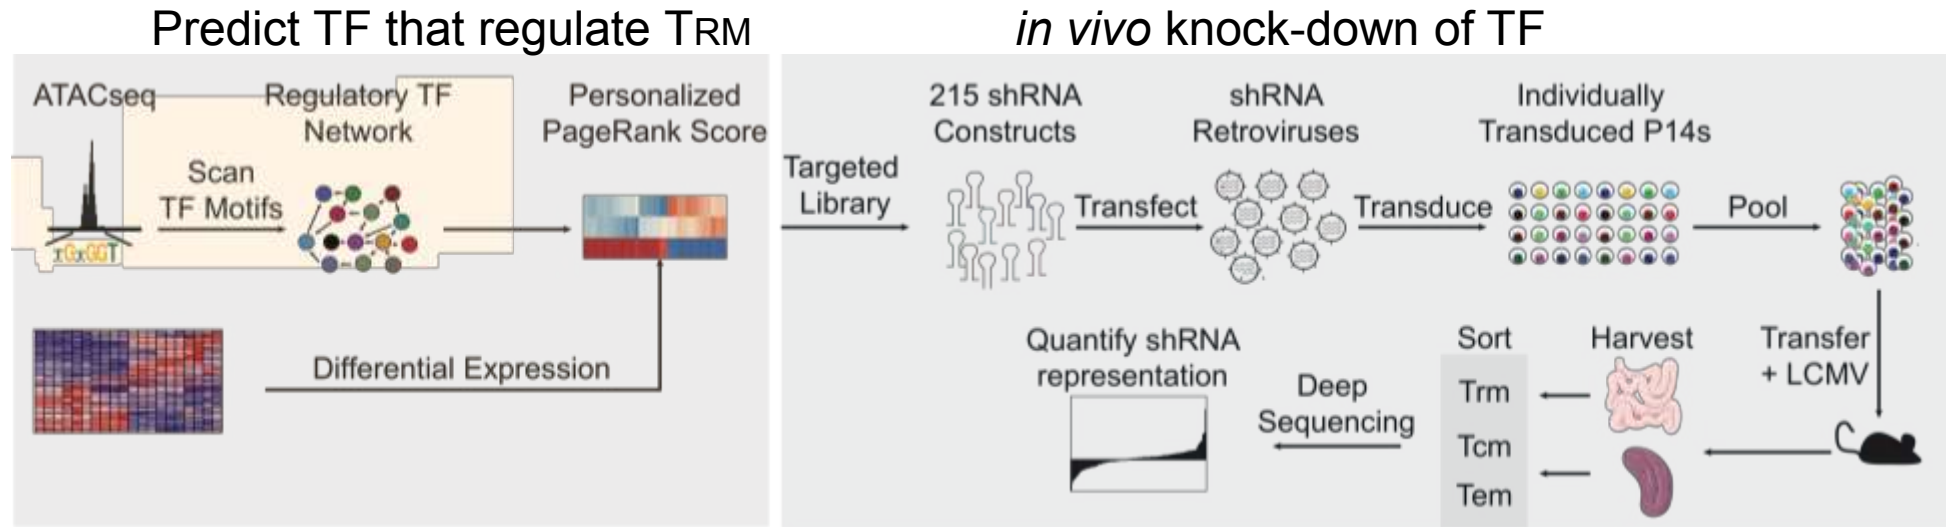 Predict TF that regulate TRM
in vivo knock-down of TF
ATACseq
Regulatory TF
Network
Personalized
PageRank Score
Scan
TF Motifs
xGxGGT
Differential Expression
Targeted
Library
215 shRNA
Constructs
Transfect
shRNA
Retroviruses
Transduce
Individually
Transduced P14s
Pool
Transfer
+ LCMV
Harvest
Sort
Trm
Tcm
Tem
Deep
Sequencing
Quantify shRNA
representation